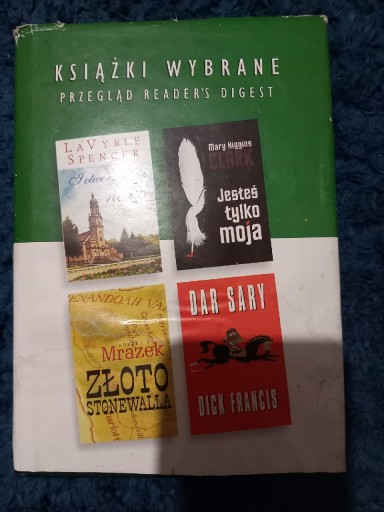 KSIĄŻKI WYBRANE
PRZEGLĄD READER'S DIGEST
LAVYRLE
SPENCER
Mary Higgins
CLARK
Jesteś
tylko
moja
Mrazek
ZŁOTO
STONEWALLA
DAR SARY
DICK FRANCIS